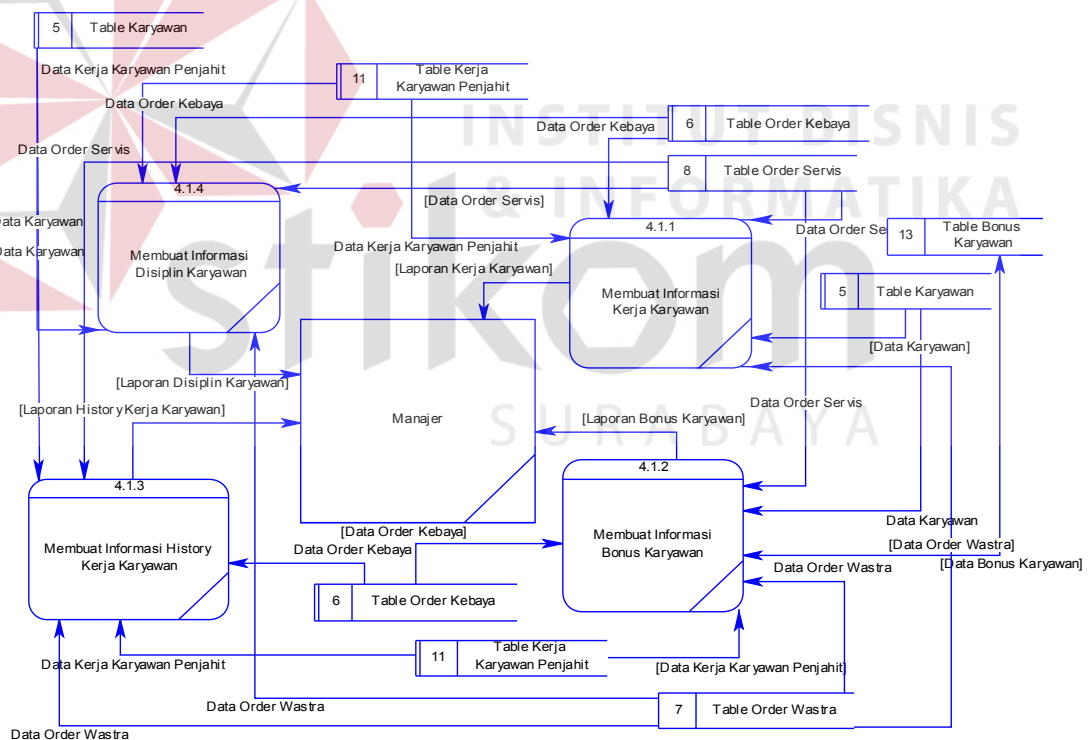 5 Table Karyawan
Data Kerja Karyawan Penjahit
11 Table Kerja
Karyawan Penjahit
Data Order Kebaya
INSTITUT BISNIS
& INFORMATIKA
stikom
SURABAYA
Data Order Kebaya
6 Table Order Kebaya
Data Order Servis
8 Table Order Servis
4.1.4
Membuat Informasi
Disiplin Karyawan
[Data Order Servis]
Data Karyawan
Data Karyawan
4.1.1
Membuat Informasi
Kerja Karyawan
Data Order Se
13 Table Bonus
Karyawan
Data Kerja Karyawan Penjahit
[Laporan Kerja Karyawan]
5 Table Karyawan
[Data Karyawan]
[Laporan Disiplin Karyawan]
[Laporan History Kerja Karyawan]
Manajer
[Laporan Bonus Karyawan]
Data Order Servis
4.1.3
Membuat Informasi History
Kerja Karyawan
4.1.2
Membuat Informasi
Bonus Karyawan
[Data Order Kebaya]
Data Order Kebaya
Data Karyawan
[Data Order Wastra]
[Data Bonus Karyawan]
Data Order Wastra
6 Table Order Kebaya
11 Table Kerja
Karyawan Penjahit
Data Kerja Karyawan Penjahit
[Data Kerja Karyawan Penjahit]
Data Order Wastra
7 Table Order Wastra
Data Order Wastra